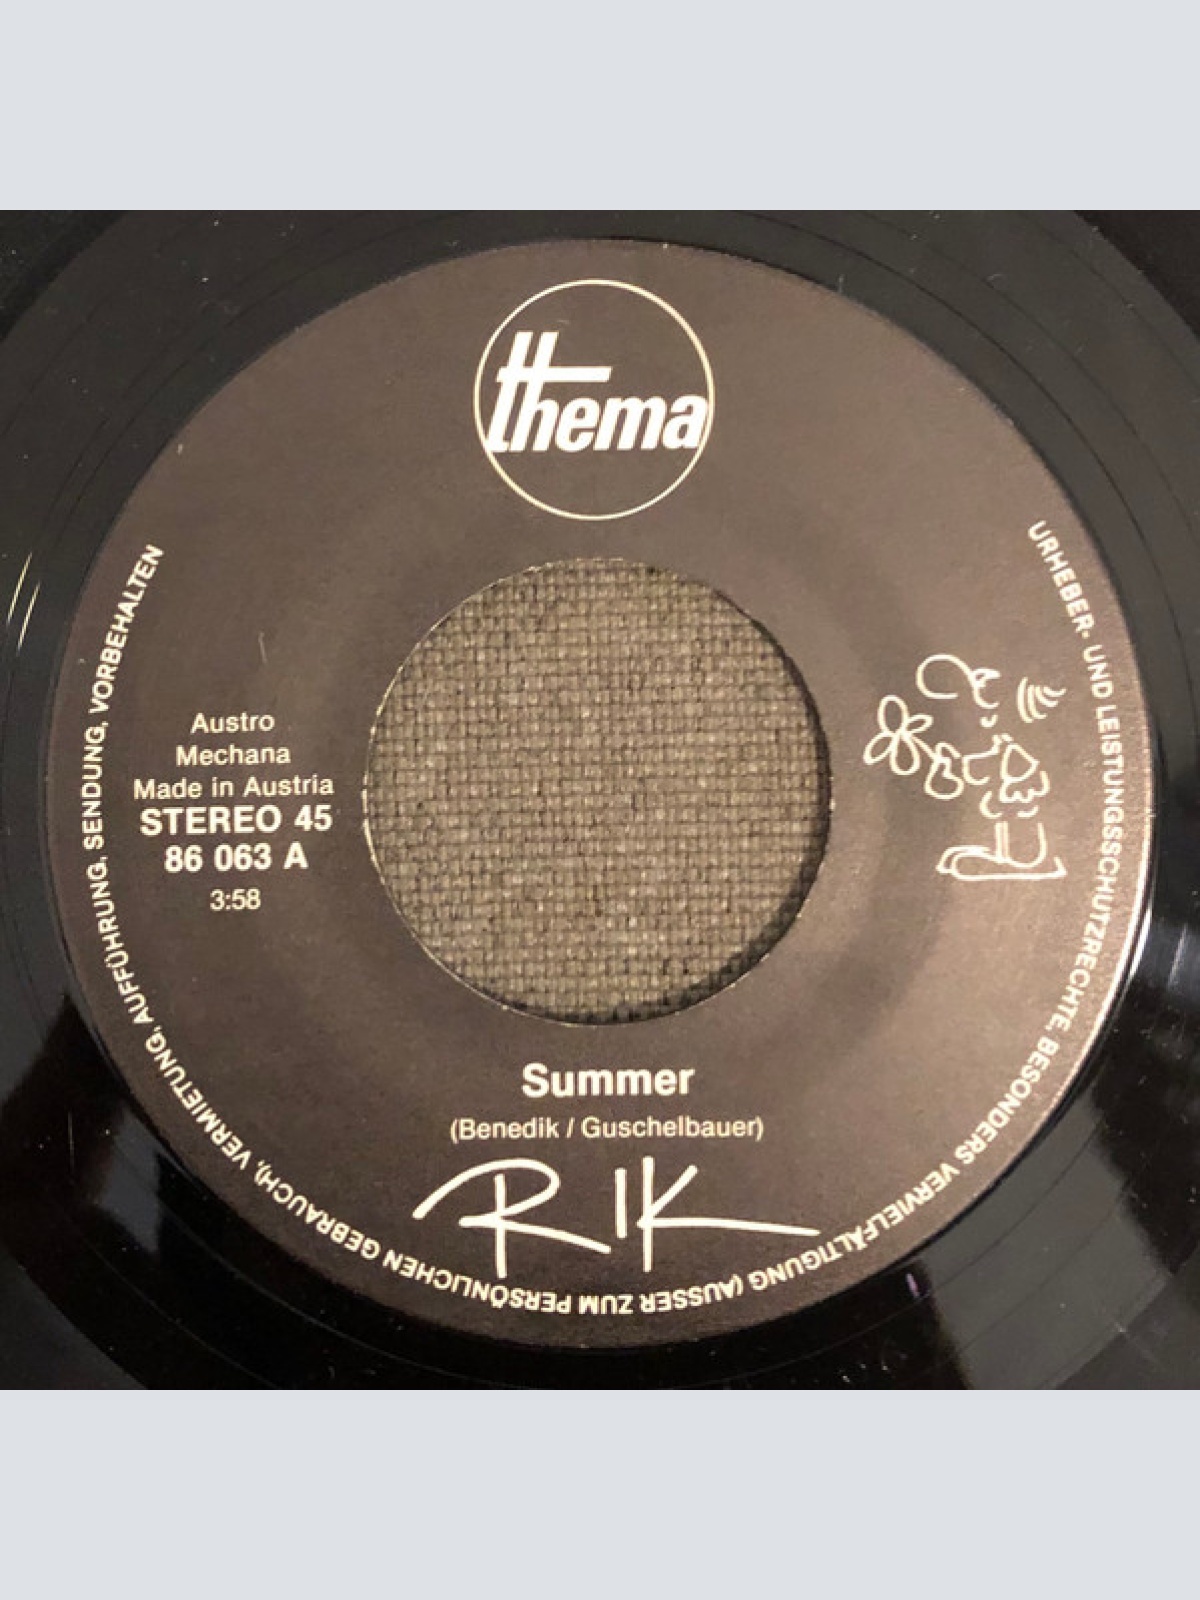 thema
URHEBER- UND LEISTUNGSSCHUTZRECHTE, BESONDERS VERVIELFÄLTIGUNG (AUSSER ZUM PERSÖNLICHEN GEBRAUCH), VERMIETUNG, AUFFÜHRUNG, SENDUNG, VORBEHALTEN
Austro
Mechana
Made in Austria
STEREO 45
86 063 A
3:58
Summer
(Benedik / Guschelbauer)
RIK